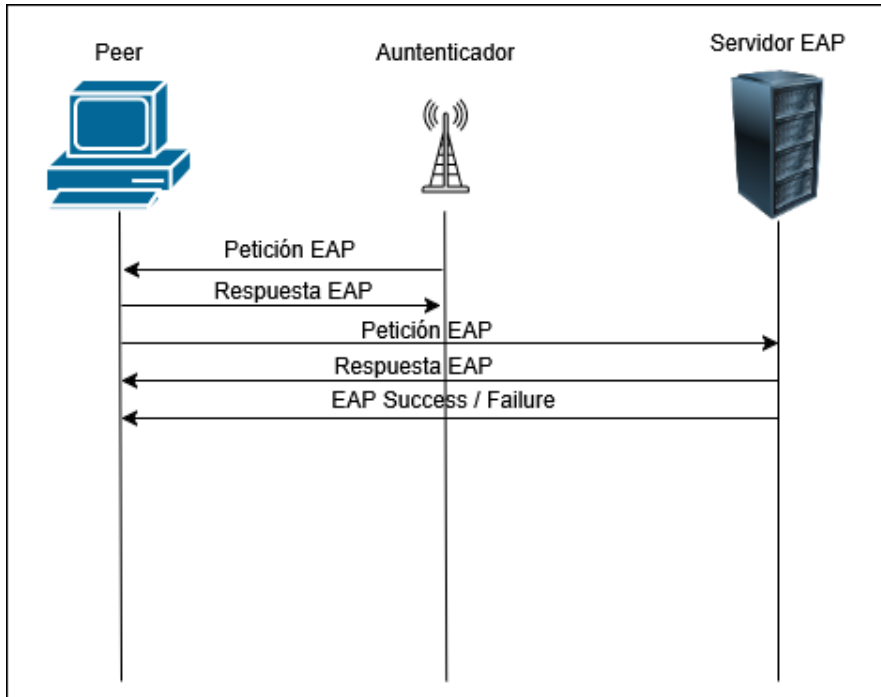 Peer
Auntenticador
Servidor EAP
Petición EAP
Respuesta EAP
Petición EAP
Respuesta EAP
EAP Success / Failure